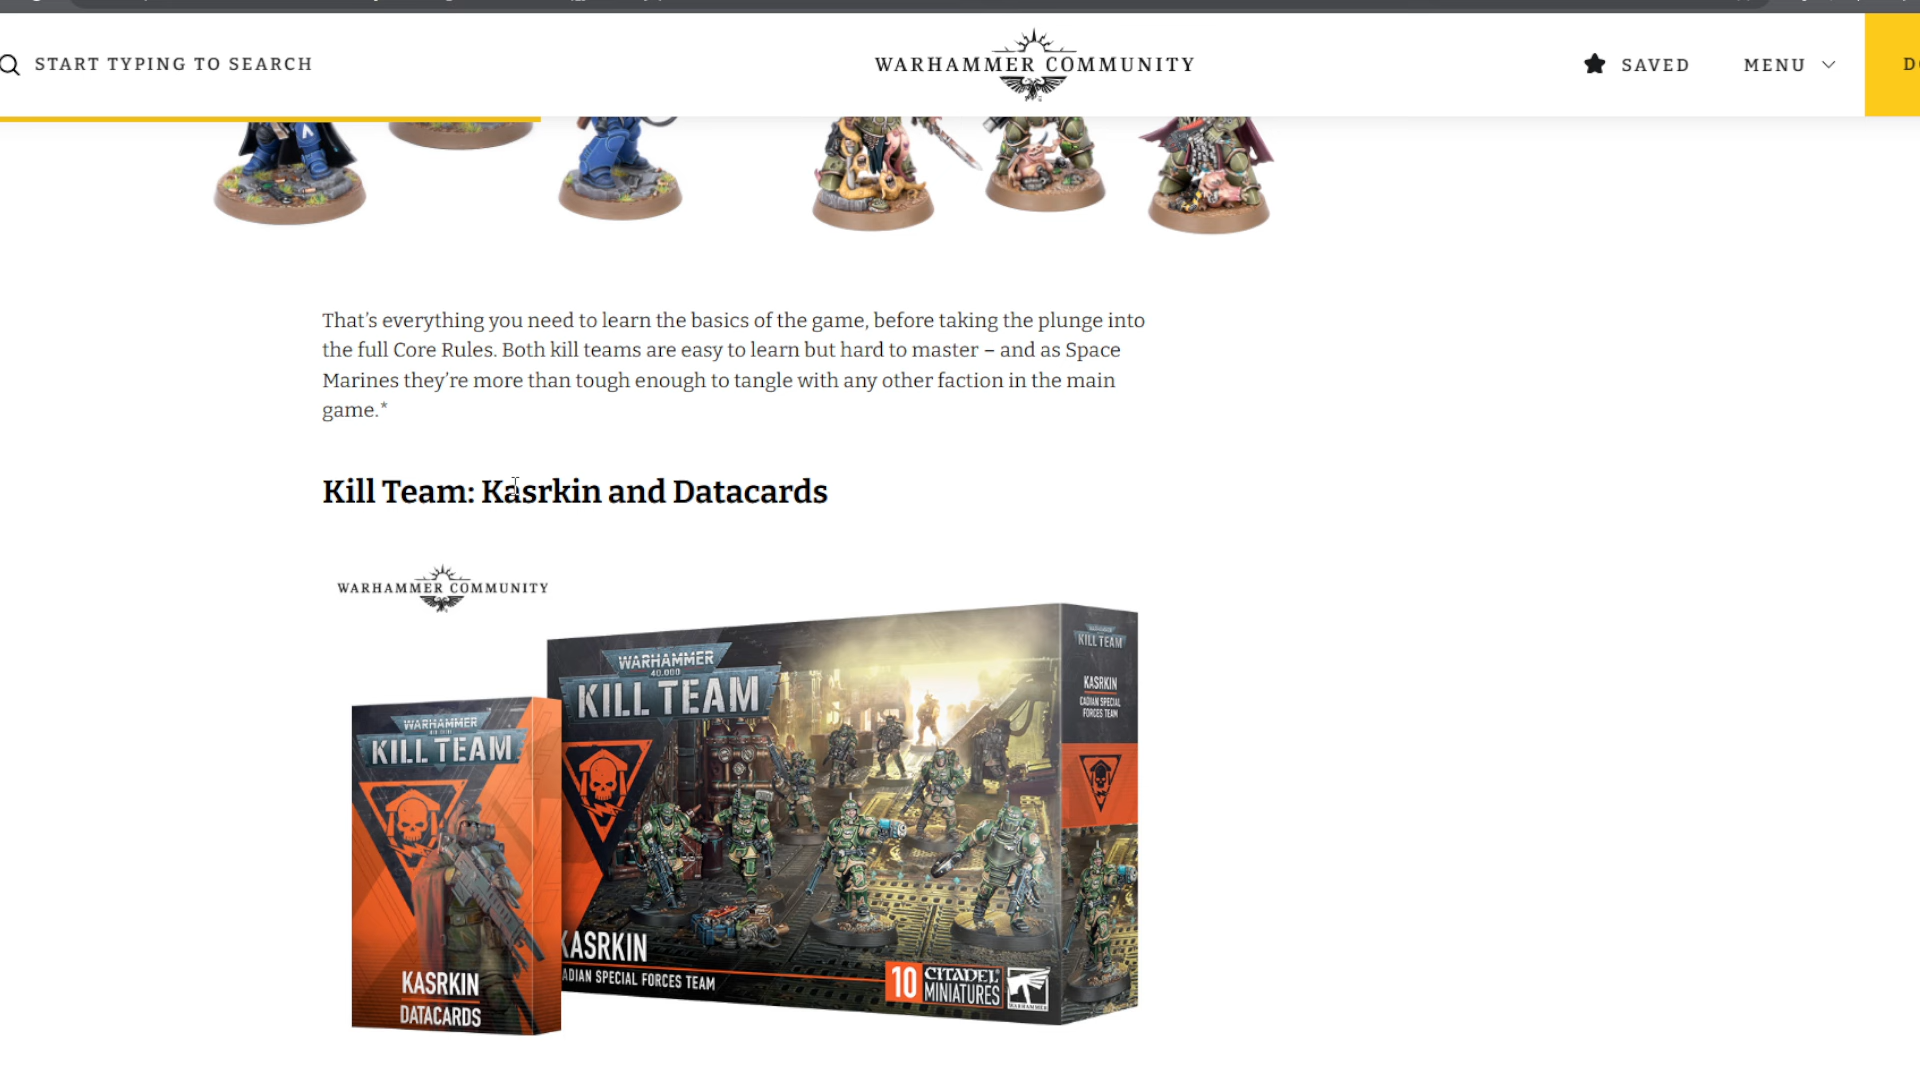 START TYPING TO SEARCH
WARHAMMER COMMUNITY
SAVED
MENU
That’s everything you need to learn the basics of the game, before taking the plunge into
the full Core Rules. Both kill teams are easy to learn but hard to master – and as Space
Marines they’re more than tough enough to tangle with any other faction in the main
game.*
Kill Team: Kasrkin and Datacards
WARHAMMER COMMUNITY
WARHAMMER
40,000
KILL TEAM
KASRKIN
ADIAN SPECIAL FORCES TEAM
10 CITADEL
MINIATURES
WARHAMMER
KILL TEAM
KASRKIN
CADIAN SPECIAL
FORCES TEAM
WARHAMMER
KILL TEAM
KASRKIN
DATACARDS